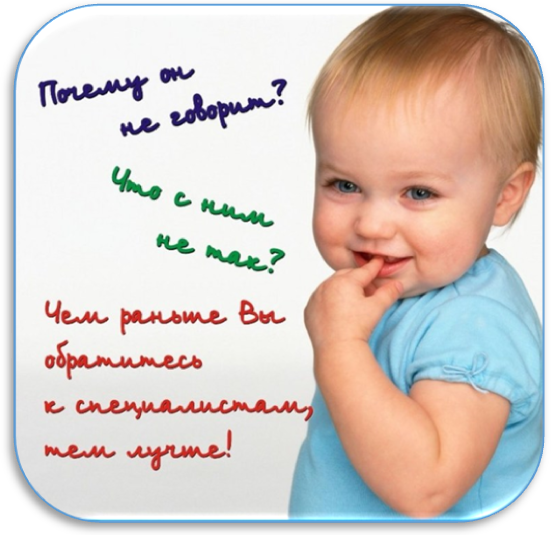 Почему он
не говорит?
Что с ним
не так?
Чем раньше Вы
обратитесь
к специалистам,
тем лучше!